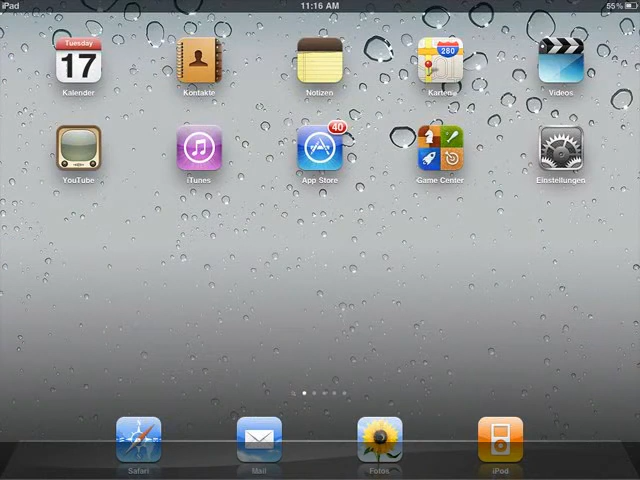 iPad 11:16 AM 55%
Tuesday
17
280
Kalender Kontakte Notizen Karten Videos
40
YouTube iTunes App Store Game Center Einstellungen
Safari Mail Fotos iPod